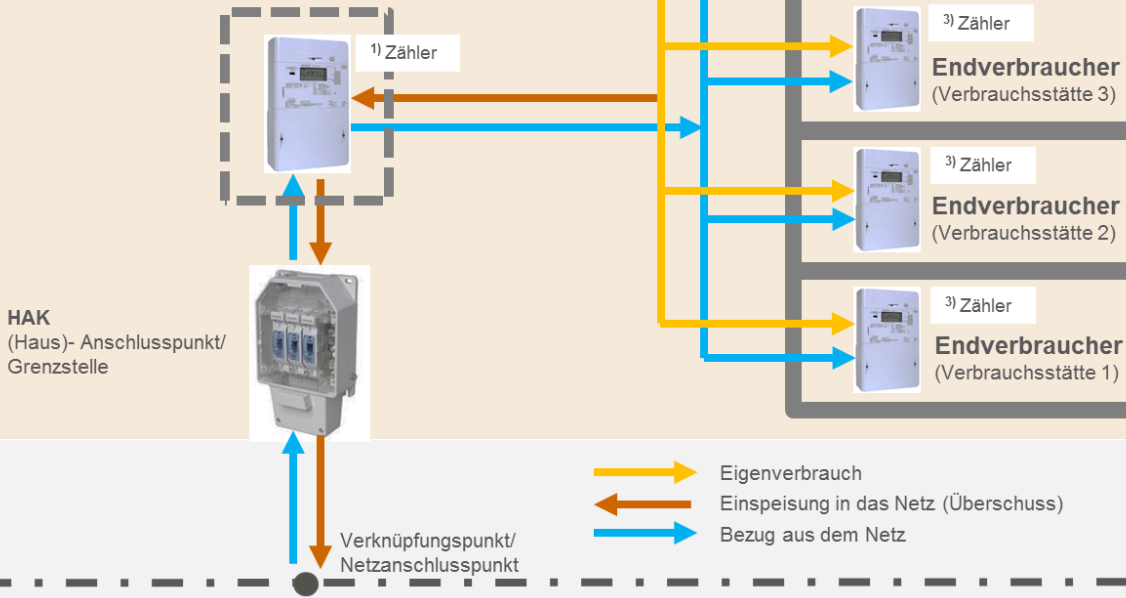 1) Zähler
3) Zähler
Endverbraucher
(Verbrauchsstätte 3)
3) Zähler
Endverbraucher
(Verbrauchsstätte 2)
3) Zähler
Endverbraucher
(Verbrauchsstätte 1)
HAK
(Haus)- Anschlusspunkt/
Grenzstelle
Eigenverbrauch
Einspeisung in das Netz (Überschuss)
Bezug aus dem Netz
Verknüpfungspunkt/
Netzanschlusspunkt